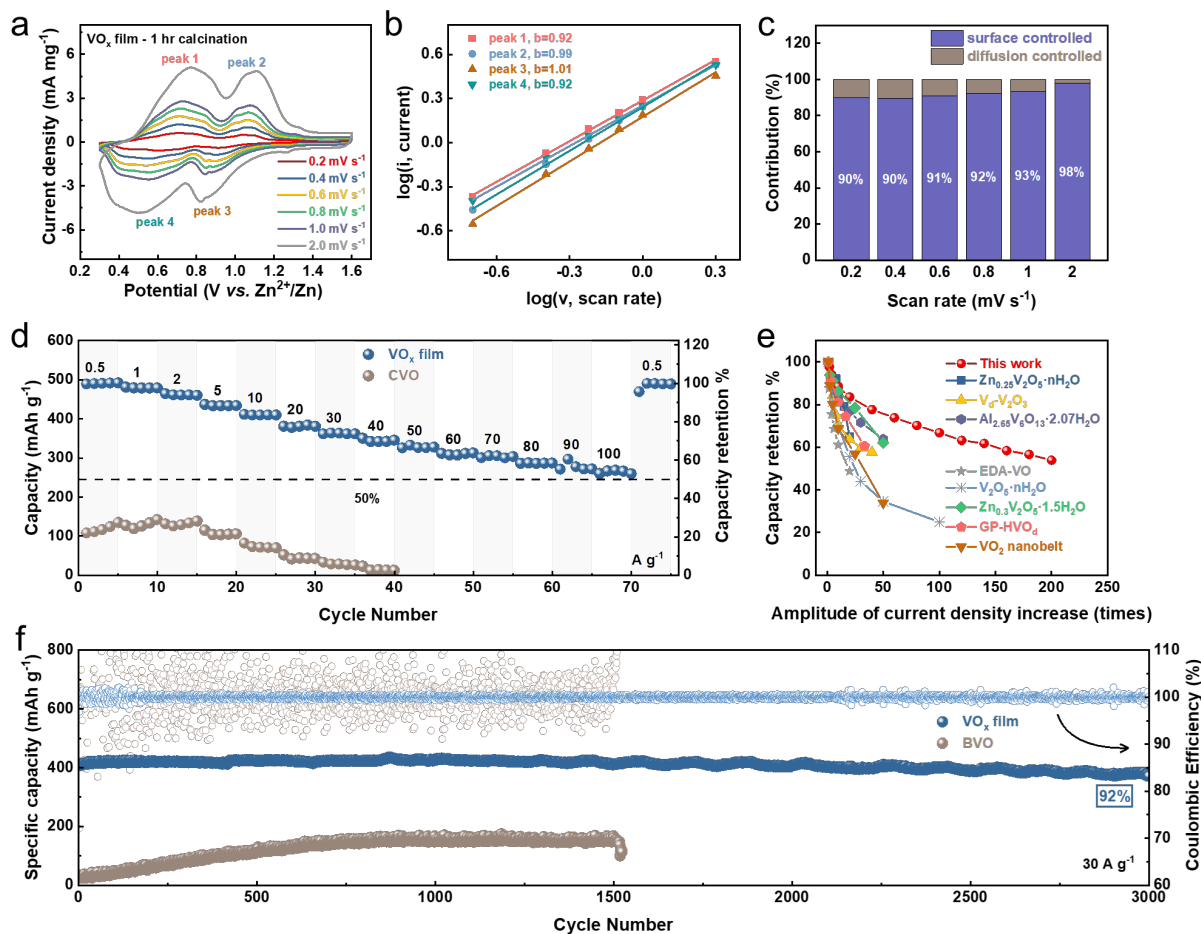 a
VOₓ film - 1 hr calcination
peak 1
peak 2
peak 3
peak 4
0.2 mV s⁻¹
0.4 mV s⁻¹
0.6 mV s⁻¹
0.8 mV s⁻¹
1.0 mV s⁻¹
2.0 mV s⁻¹
Current density (mA mg⁻¹)
6
3
0
-3
-6
0.2 0.4 0.6 0.8 1.0 1.2 1.4 1.6
Potential (V vs. Zn²⁺/Zn)
b
peak 1, b=0.92
peak 2, b=0.99
peak 3, b=1.01
peak 4, b=0.92
log(i, current)
0.6
0.3
0.0
-0.3
-0.6
-0.6 -0.3 0.0 0.3
log(v, scan rate)
c
surface controlled
diffusion controlled
Contribution (%)
120
100
80
60
40
20
0
90% 90% 91% 92% 93% 98%
0.2 0.4 0.6 0.8 1 2
Scan rate (mV s⁻¹)
d
VOₓ film
CVO
0.5 1 2 5 10 20 30 40 50 60 70 80 90 100 0.5
50%
A g⁻¹
Capacity (mAh g⁻¹)
600
500
400
300
200
100
0
Capacity retention %
120
100
80
60
40
20
0
0 10 20 30 40 50 60 70
Cycle Number
e
This work
Zn₀.₂₅V₂O₅·nH₂O
V_d-V₂O₃
Al₂.₆₅V₆O₁₃·2.07H₂O
EDA-VO
V₂O₅·nH₂O
Zn₀.₃V₂O₅·1.5H₂O
GP-HVO_d
VO₂ nanobelt
Capacity retention %
100
80
60
40
20
0
0 50 100 150 200 250
Amplitude of current density increase (times)
f
VOₓ film
BVO
92%
30 A g⁻¹
Specific capacity (mAh g⁻¹)
800
600
400
200
0
Coulombic Efficiency (%)
110
100
90
80
70
60
0 500 1000 1500 2000 2500 3000
Cycle Number